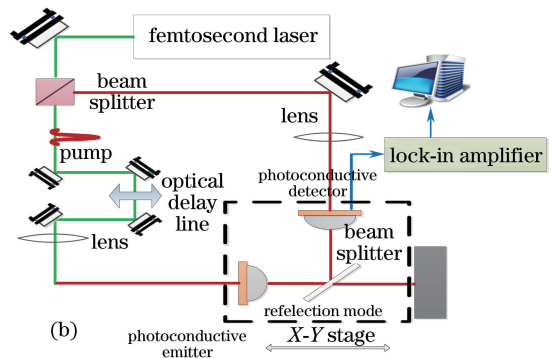 femtosecond laser
beam
splitter
lens
pump
lock-in amplifier
photoconductive
detector
optical
delay
line
lens
beam
splitter
refelection mode
(b)
photoconductive
emitter
X-Y stage